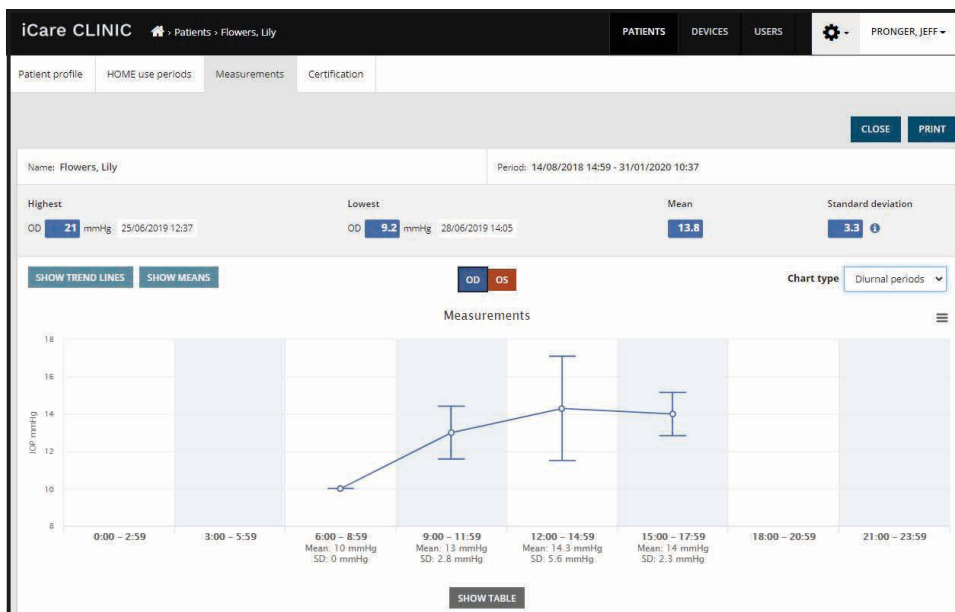 iCare CLINIC › Patients › Flowers, Lily PATIENTS DEVICES USERS PRONGER, JEFF
Patient profile HOME use periods Measurements Certification
CLOSE PRINT
Name: Flowers, Lily Period: 14/08/2018 14:59 - 31/01/2020 10:37
Highest Lowest Mean Standard deviation
OD 21 mmHg 25/06/2019 12:37 OD 9.2 mmHg 28/06/2019 14:05 13.8 3.3
SHOW TREND LINES SHOW MEANS OD OS Chart type Diurnal periods
Measurements
18
16
14
12
10
8
IOP mmHg
0:00 – 2:59 3:00 – 5:59 6:00 – 8:59 9:00 – 11:59 12:00 – 14:59 15:00 – 17:59 18:00 – 20:59 21:00 – 23:59
Mean: 10 mmHg Mean: 13 mmHg Mean: 14.3 mmHg Mean: 14 mmHg
SD: 0 mmHg SD: 2.8 mmHg SD: 5.6 mmHg SD: 2.3 mmHg
SHOW TABLE